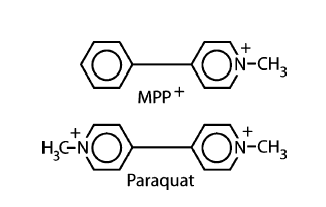 +
N—CH3
MPP+
+ +
H3C—N N—CH3
Paraquat